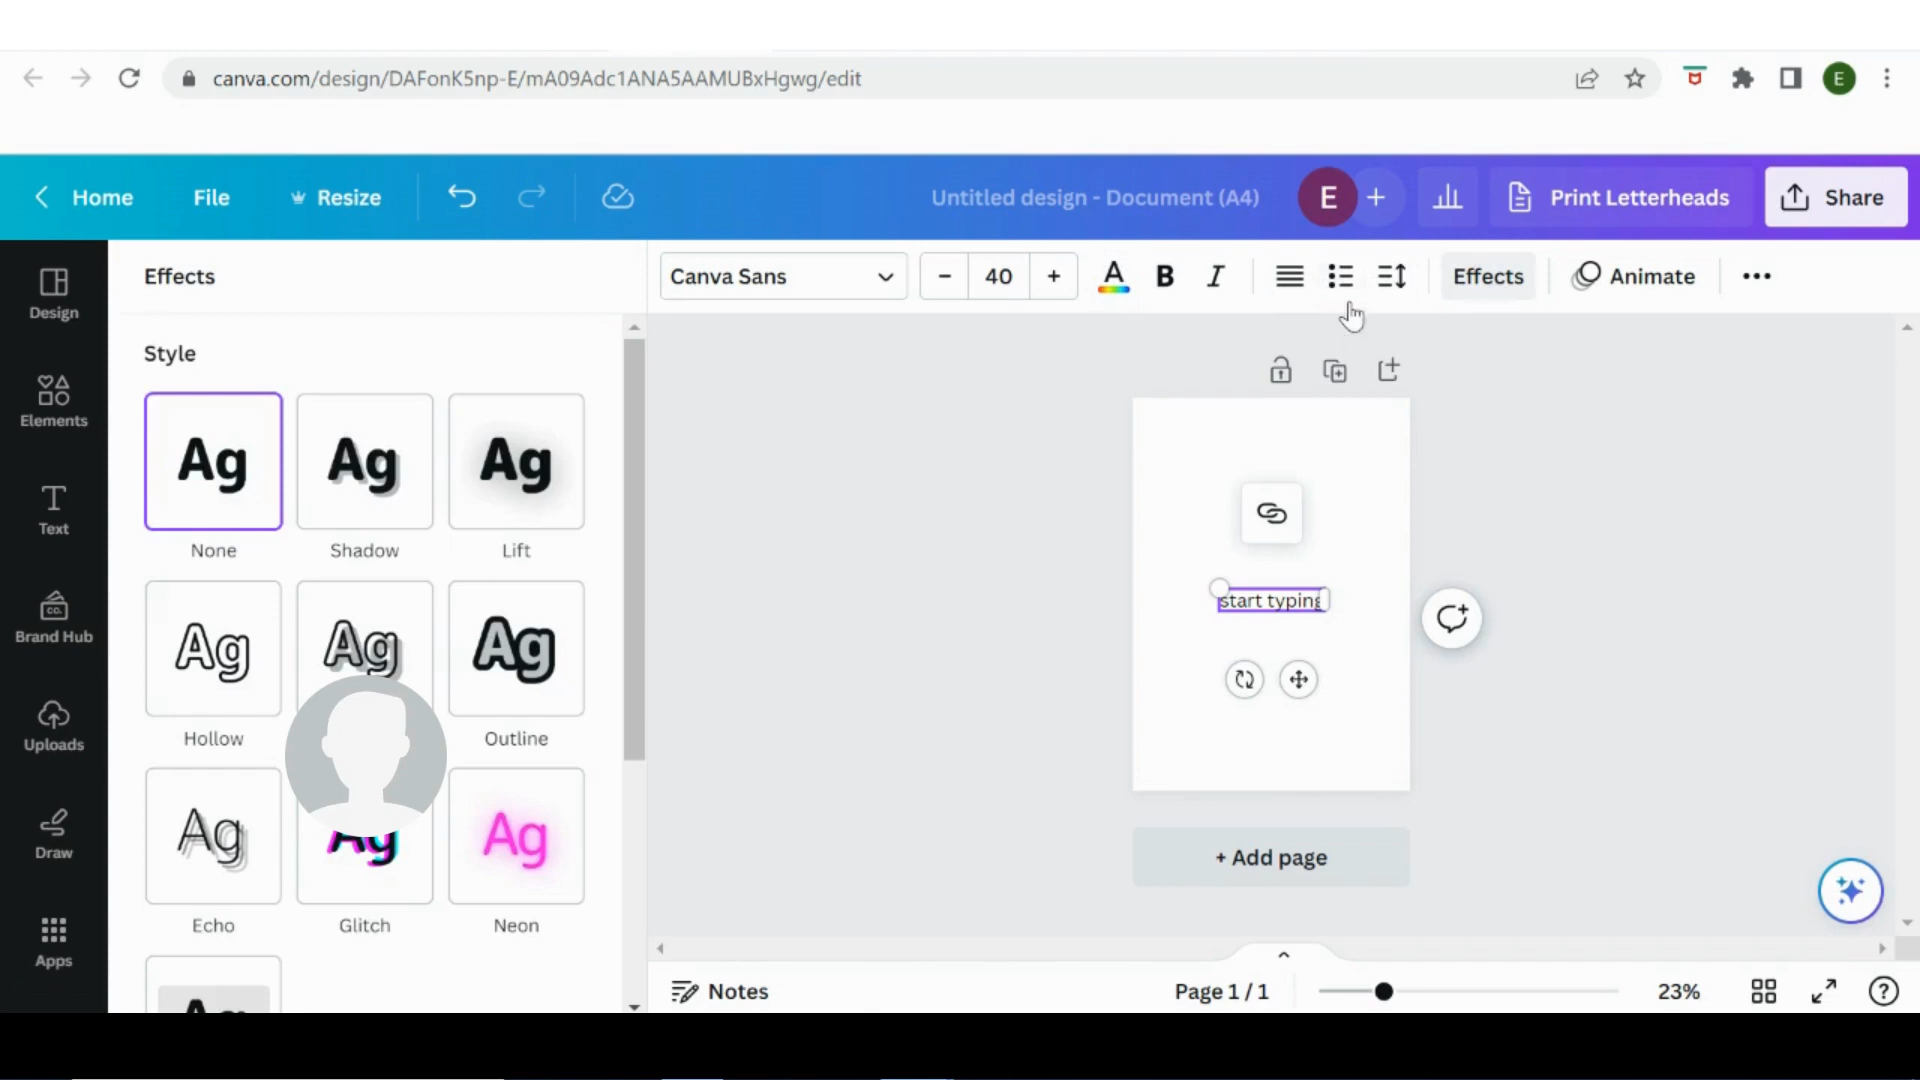 canva.com/design/DAFonK5np-E/mA09Adc1ANA5AAMUBxHgwg/edit
E
Home
File
Resize
Untitled design - Document (A4)
E
+
Print Letterheads
Share
Design
Elements
Text
CO.
Brand Hub
Uploads
Draw
Apps
Effects
Canva Sans
- 40 +
A
B
I
Effects
Animate
Style
Ag
Ag
Ag
None
Shadow
Lift
Ag
Ag
Ag
Hollow
Outline
Ag
Ag
Ag
Echo
Glitch
Neon
start typing
+ Add page
Notes
Page 1 / 1
23%
?